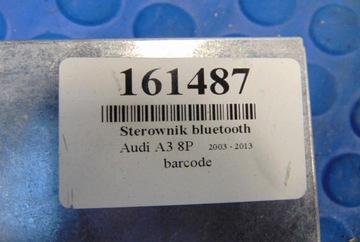 161487
Sterownik bluetooth
Audi A3 8P 2003 - 2013
barcode